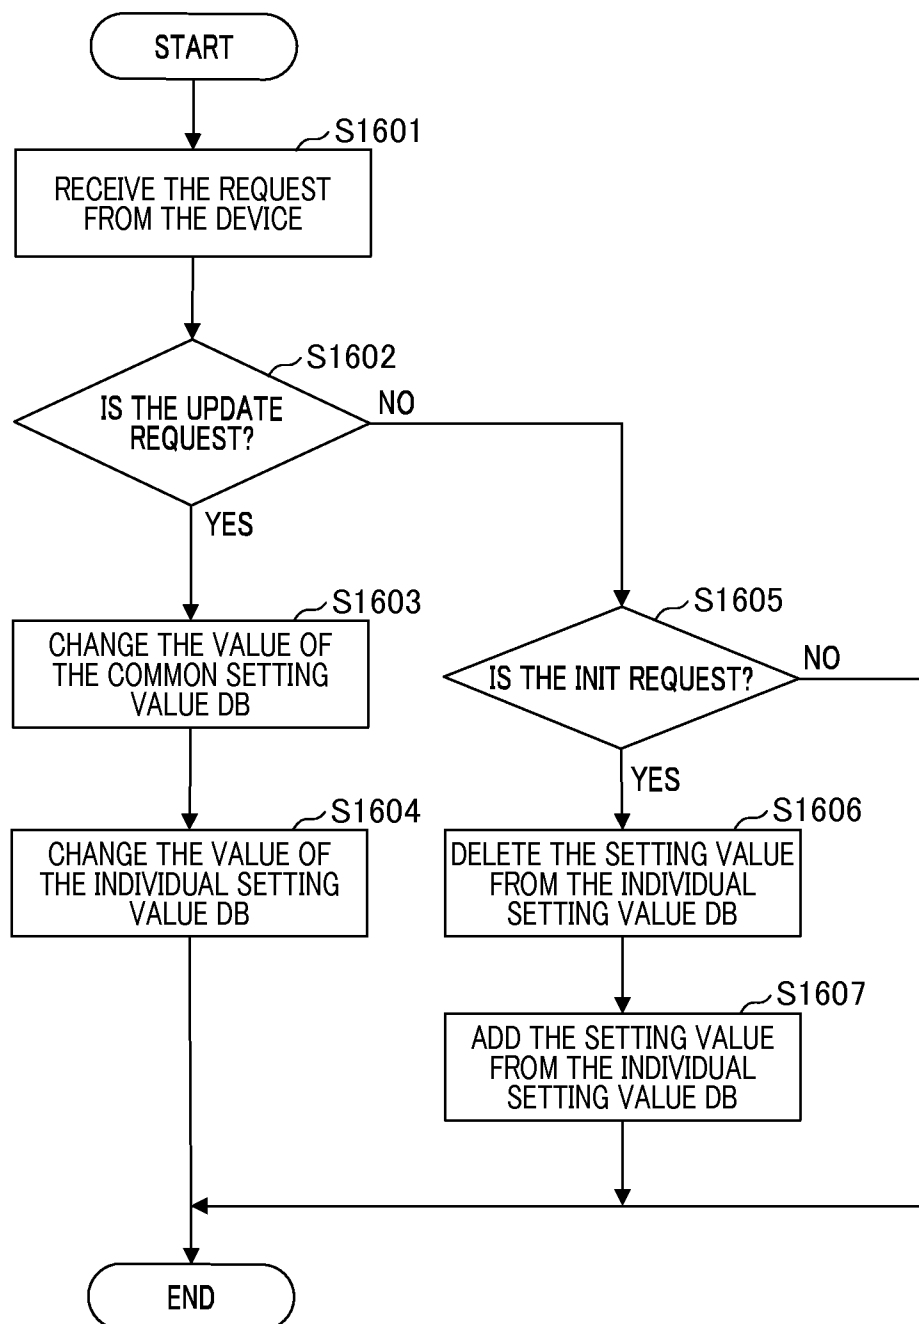 START
S1601
RECEIVE THE REQUEST
FROM THE DEVICE
S1602
IS THE UPDATE
REQUEST?
NO
YES
S1603
CHANGE THE VALUE OF
THE COMMON SETTING
VALUE DB
S1604
CHANGE THE VALUE OF
THE INDIVIDUAL SETTING
VALUE DB
S1605
IS THE INIT REQUEST?
NO
YES
S1606
DELETE THE SETTING VALUE
FROM THE INDIVIDUAL
SETTING VALUE DB
S1607
ADD THE SETTING VALUE
FROM THE INDIVIDUAL
SETTING VALUE DB
END